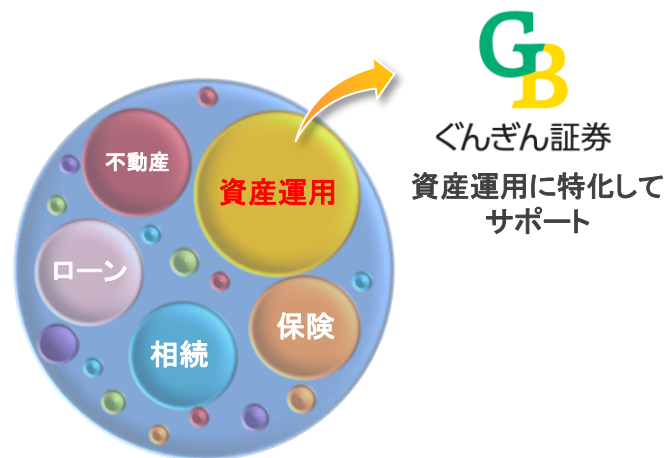 GB
ぐんぎん証券
資産運用に特化して
サポート
不動産
資産運用
ローン
保険
相続